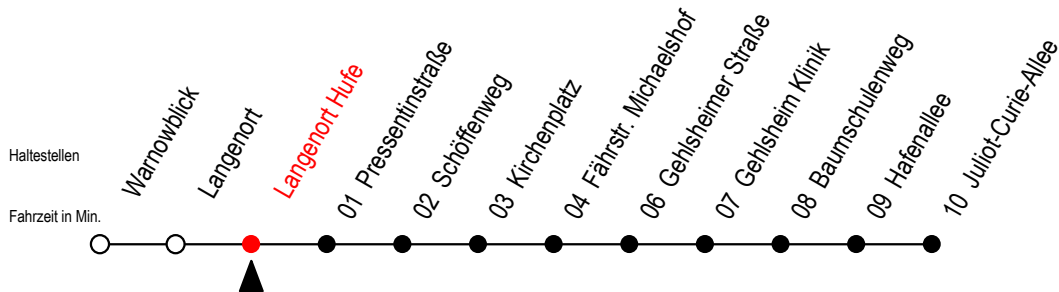 Haltestellen
Fahrzeit in Min.
Warnowblick
Langenort
Langenort Hufe
01 Pressentinstraße
02 Schöffenweg
03 Kirchenplatz
04 Fährstr. Michaelshof
06 Gehlsheimer Straße
07 Gehlsheim Klinik
08 Baumschulenweg
09 Hafenallee
10 Juliot-Curie-Allee